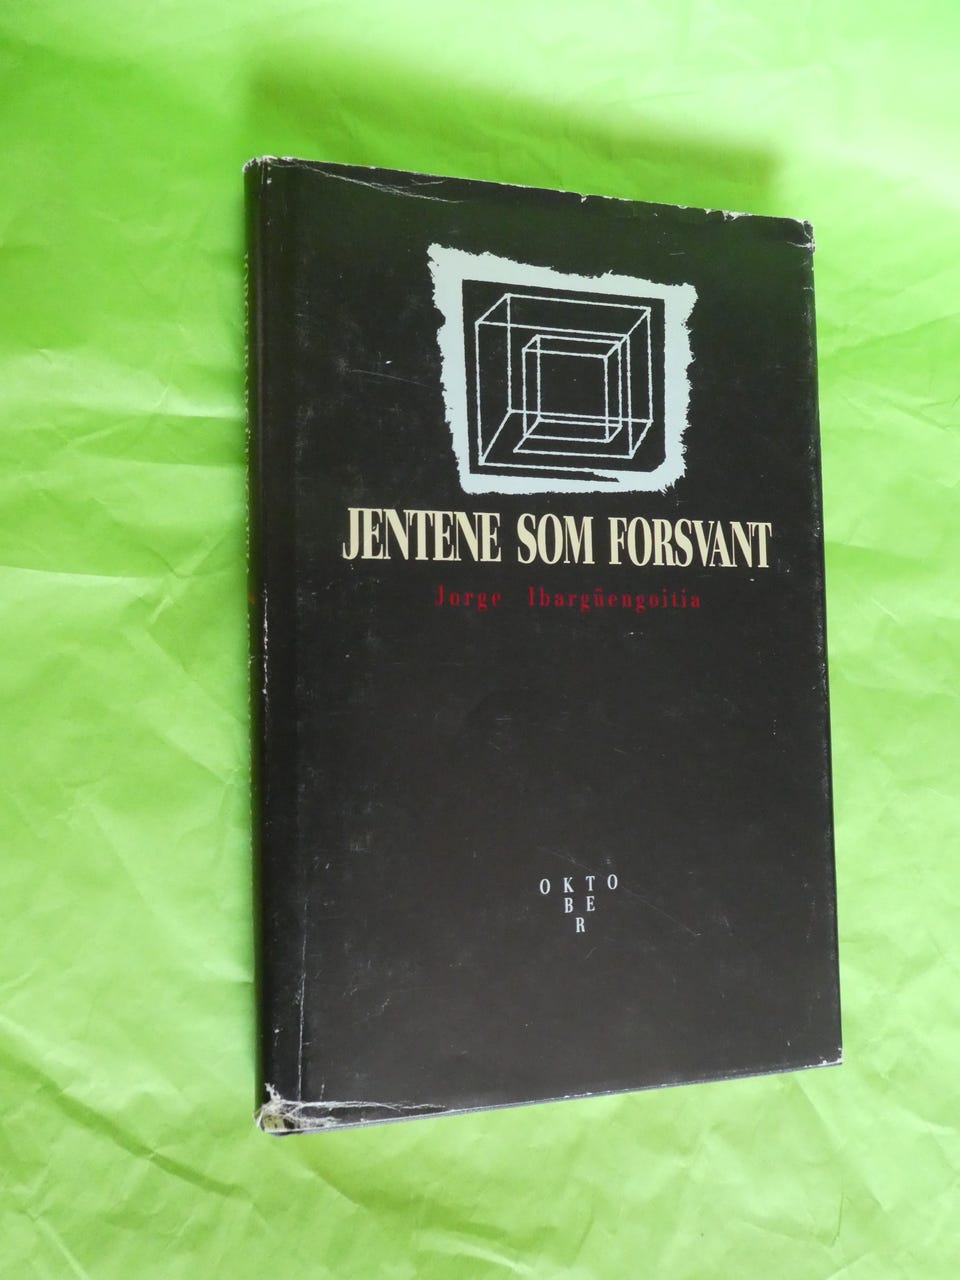 JENTENE SOM FORSVANT
Jorge Ibargüengoitia
OKTO
BE
R